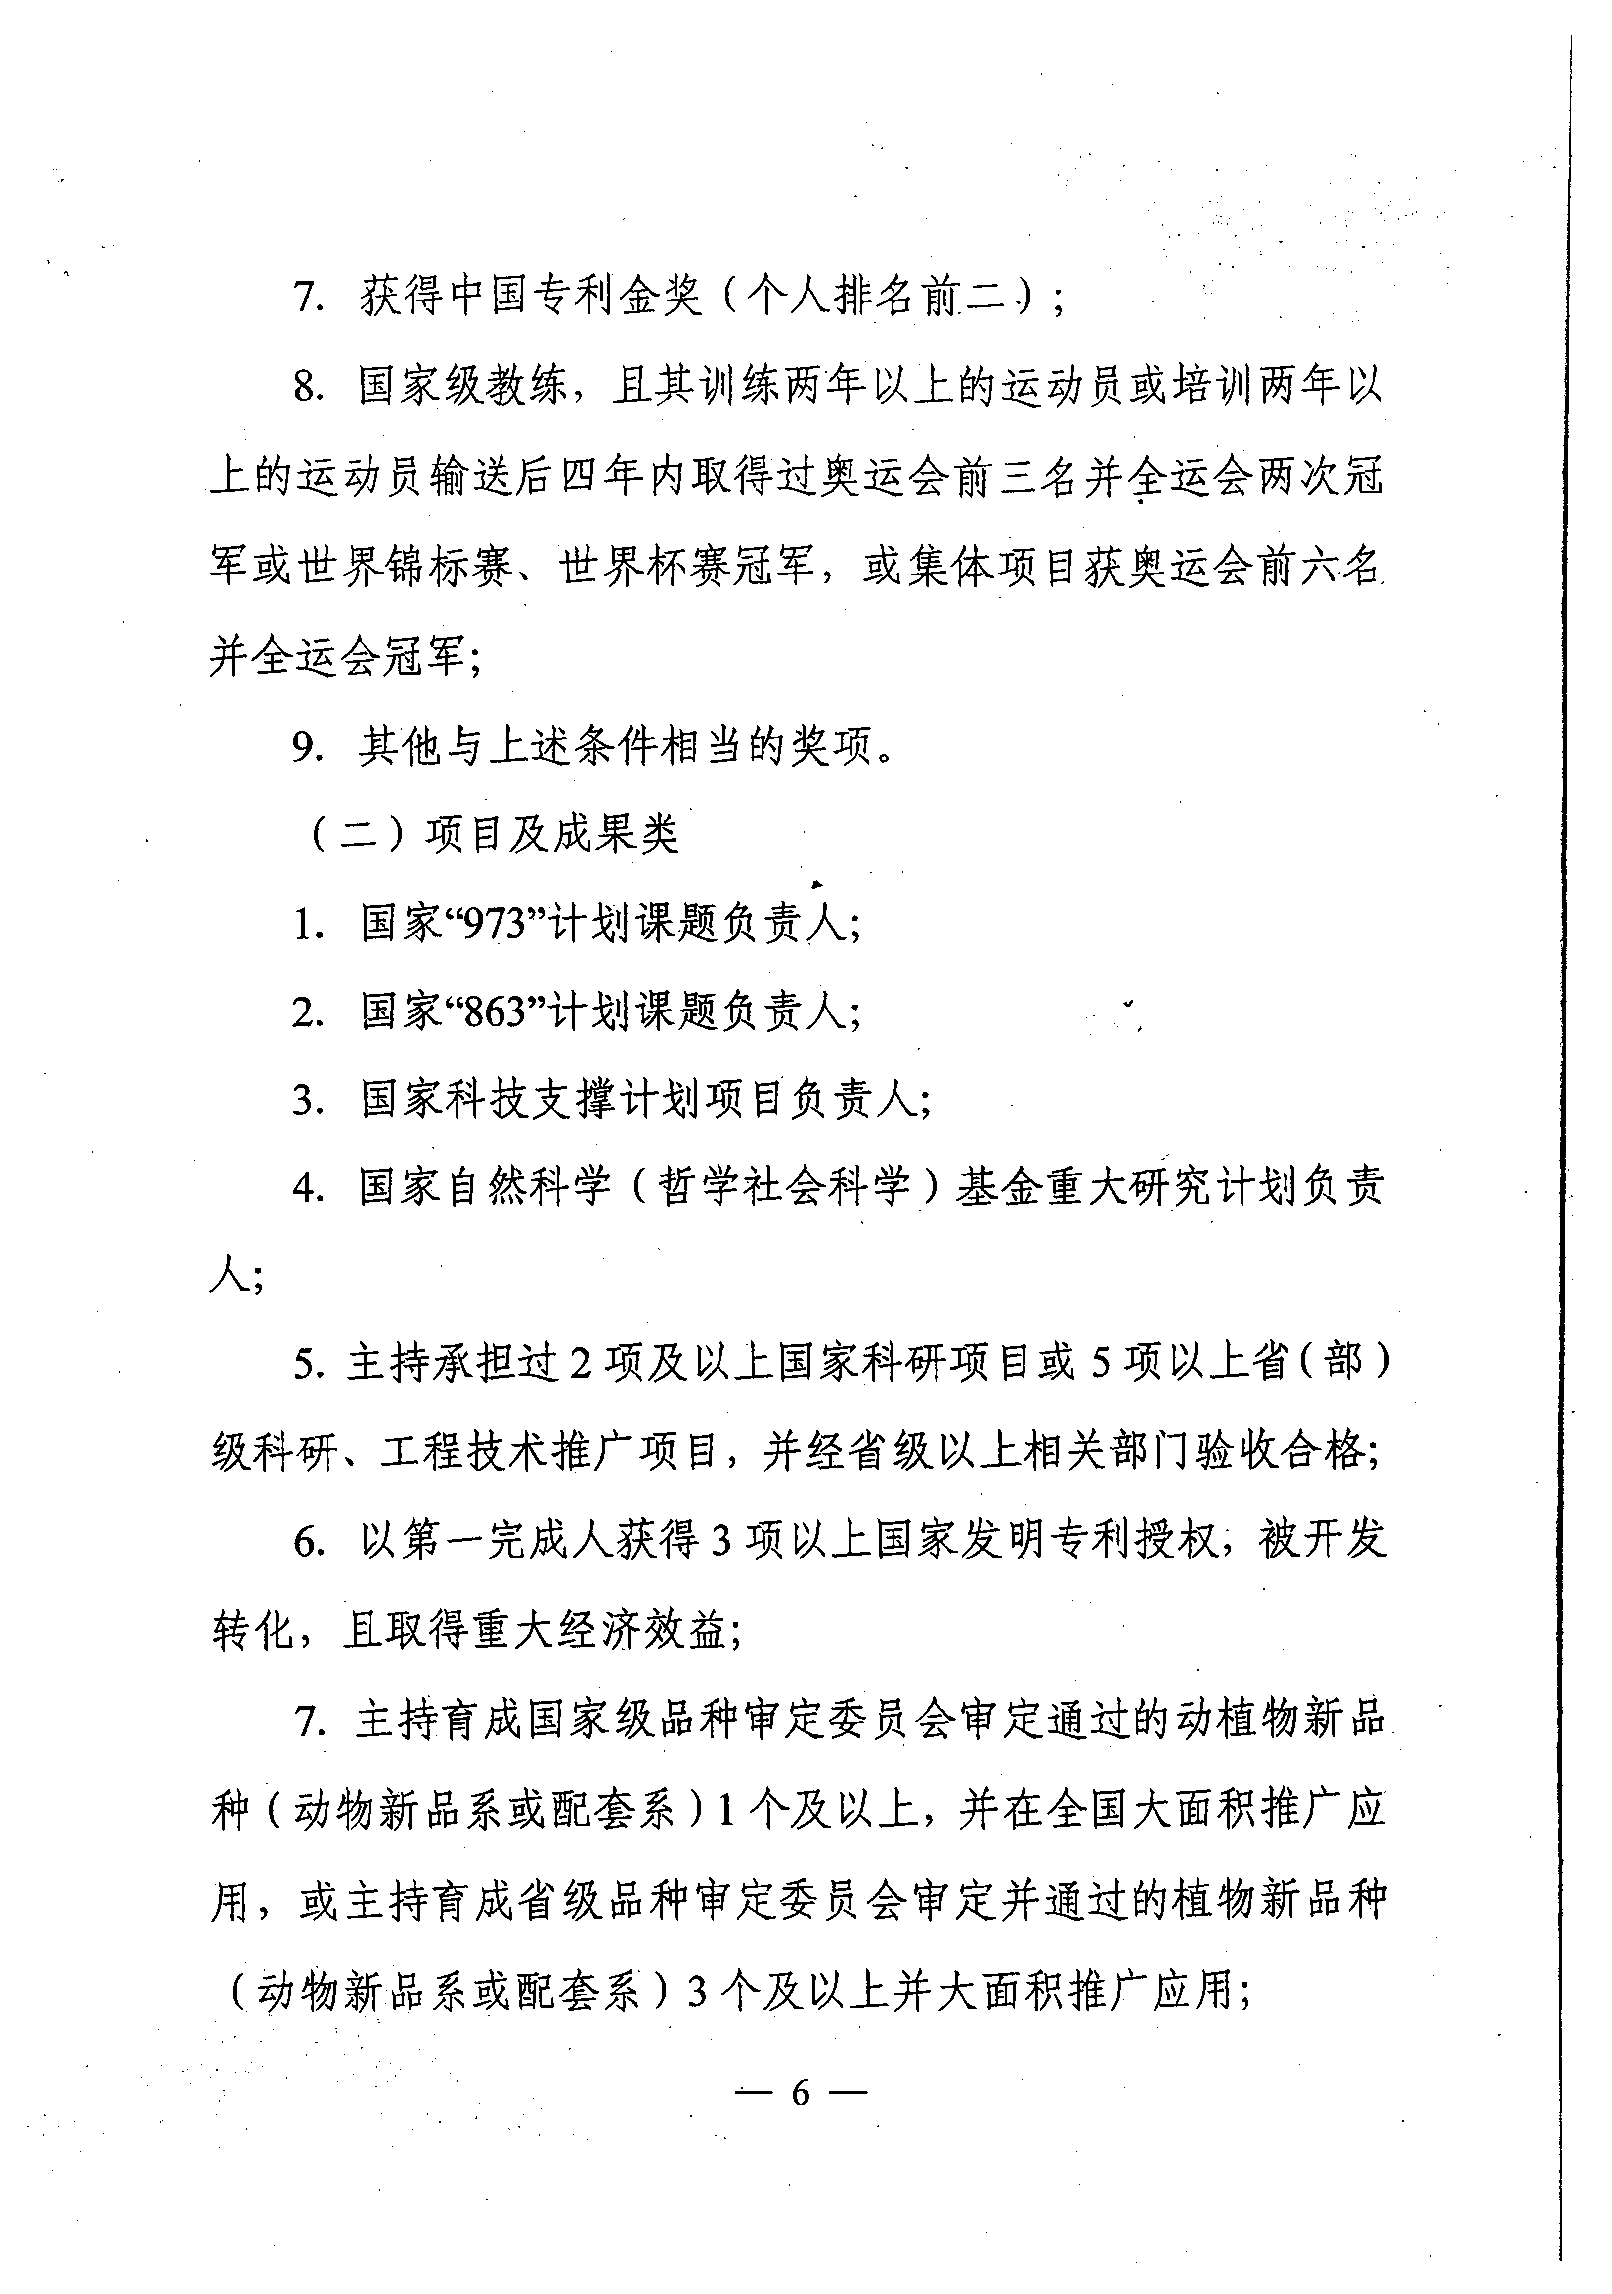 7. 获得中国专利金奖（个人排名前二）；
8. 国家级教练，且其训练两年以上的运动员或培训两年以
上的运动员输送后四年内取得过奥运会前三名并全运会两次冠
军或世界锦标赛、世界杯赛冠军，或集体项目获奥运会前六名
并全运会冠军；
9. 其他与上述条件相当的奖项。
（二）项目及成果类
1. 国家“973”计划课题负责人；
2. 国家“863”计划课题负责人；
3. 国家科技支撑计划项目负责人；
4. 国家自然科学（哲学社会科学）基金重大研究计划负责
人；
5. 主持承担过 2 项及以上国家科研项目或 5 项以上省（部）
级科研、工程技术推广项目，并经省级以上相关部门验收合格；
6. 以第一完成人获得 3 项以上国家发明专利授权，被开发
转化，且取得重大经济效益；
7. 主持育成国家级品种审定委员会审定通过的动植物新品
种（动物新品系或配套系）1 个及以上，并在全国大面积推广应
用，或主持育成省级品种审定委员会审定并通过的植物新品种
（动物新品系或配套系）3 个及以上并大面积推广应用；
— 6 —